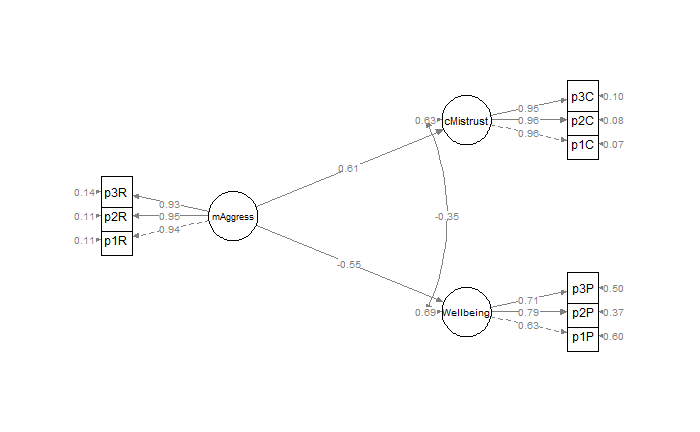 p3C 0.10
0.95
0.63 cMistrust 0.96 p2C 0.08
0.96
p1C 0.07
0.61
0.14 p3R
0.93
0.11 p2R 0.95 mAggress -0.35
0.94
0.11 p1R
-0.55
p3P 0.50
0.71
0.69 Wellbeing 0.79 p2P 0.37
0.63
p1P 0.60